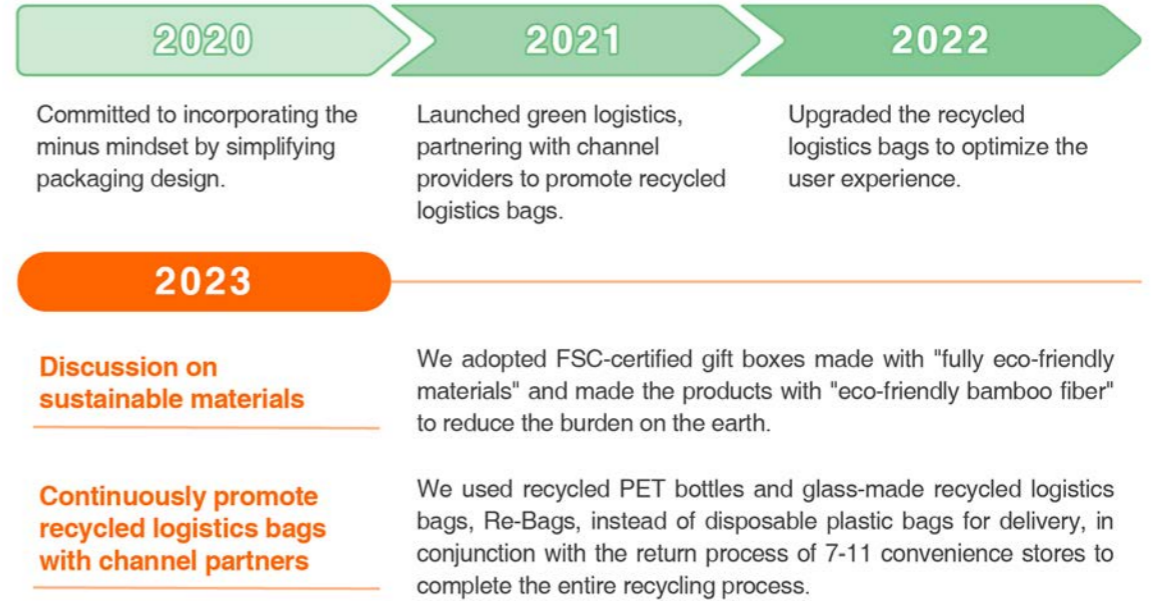 2020
2021
2022
Committed to incorporating the
minus mindset by simplifying
packaging design.
Launched green logistics,
partnering with channel
providers to promote recycled
logistics bags.
Upgraded the recycled
logistics bags to optimize the
user experience.
2023
Discussion on
sustainable materials
We adopted FSC-certified gift boxes made with "fully eco-friendly
materials" and made the products with "eco-friendly bamboo fiber"
to reduce the burden on the earth.
Continuously promote
recycled logistics bags
with channel partners
We used recycled PET bottles and glass-made recycled logistics
bags, Re-Bags, instead of disposable plastic bags for delivery, in
conjunction with the return process of 7-11 convenience stores to
complete the entire recycling process.